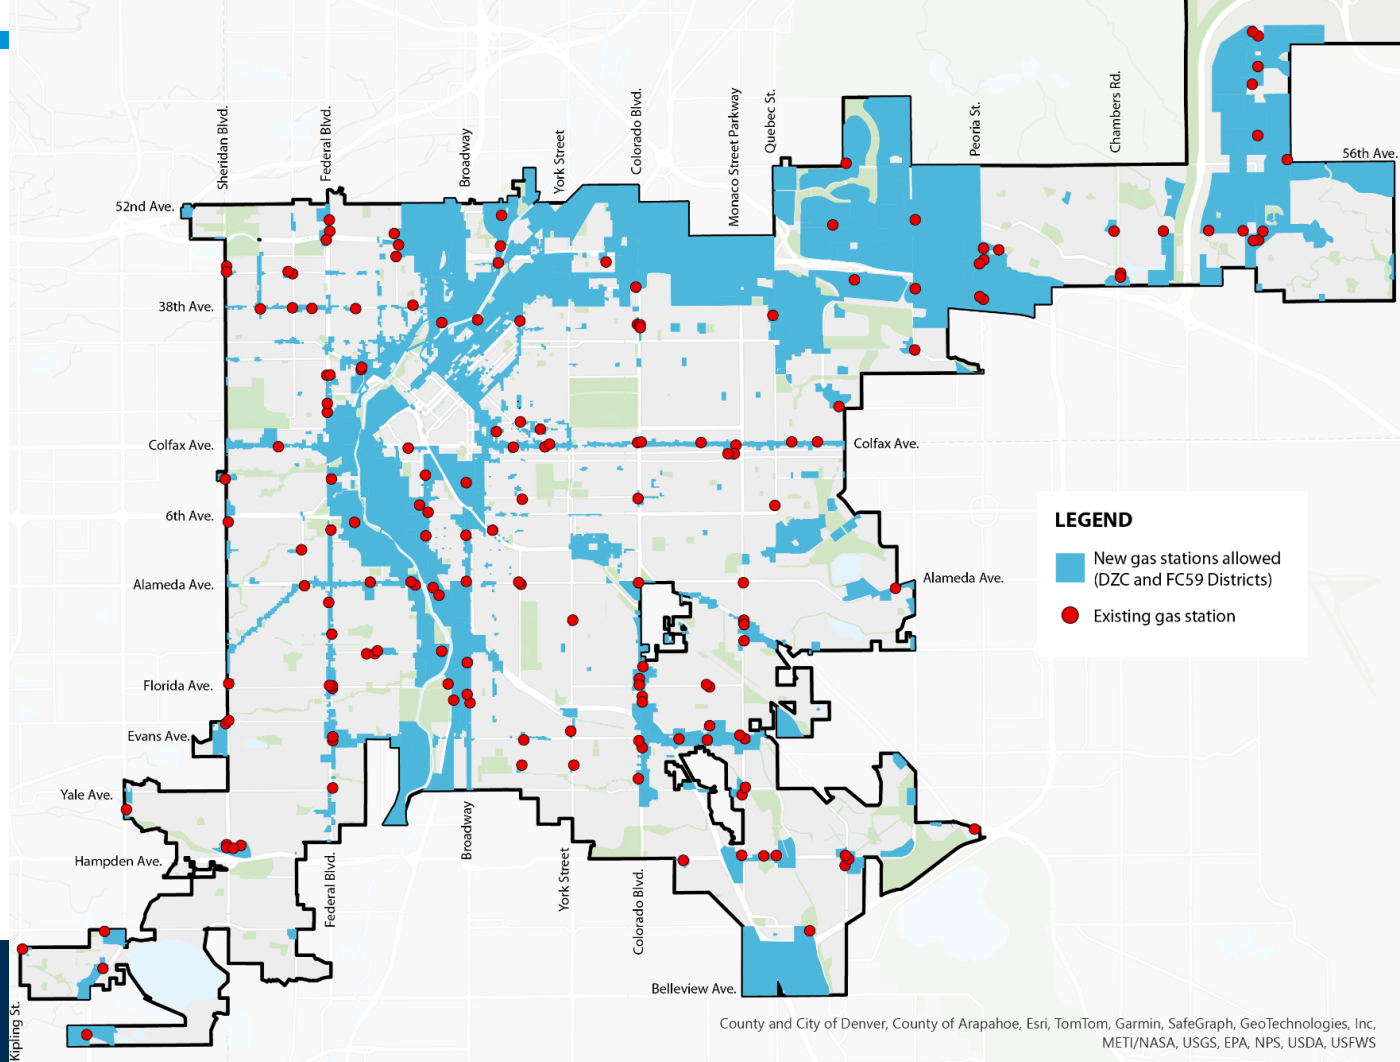 Sheridan Blvd.
Federal Blvd.
Broadway
York Street
Colorado Blvd.
Monaco Street Parkway
Quebec St.
Peoria St.
Chambers Rd.
56th Ave.
52nd Ave.
38th Ave.
Colfax Ave.
Colfax Ave.
6th Ave.
Alameda Ave.
Alameda Ave.
LEGEND
New gas stations allowed
(DZC and FC59 Districts)
Existing gas station
Florida Ave.
Evans Ave.
Yale Ave.
Hampden Ave.
Federal Blvd.
Broadway
York Street
Colorado Blvd.
Belleview Ave.
Kipling St.
County and City of Denver, County of Arapahoe, Esri, TomTom, Garmin, SafeGraph, GeoTechnologies, Inc,
METI/NASA, USGS, EPA, NPS, USDA, USFWS